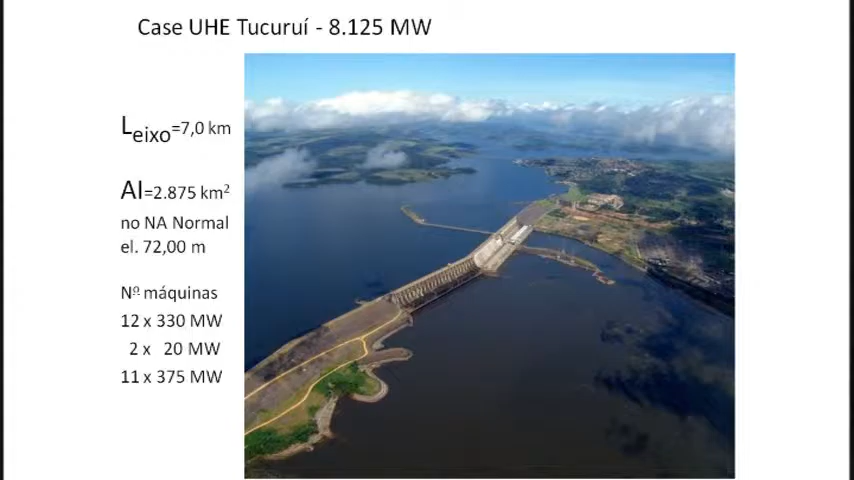 Case UHE Tucuruí - 8.125 MW
Leixo=7,0 km
AI=2.875 km²
no NA Normal
el. 72,00 m
Nº máquinas
12 x 330 MW
2 x 20 MW
11 x 375 MW